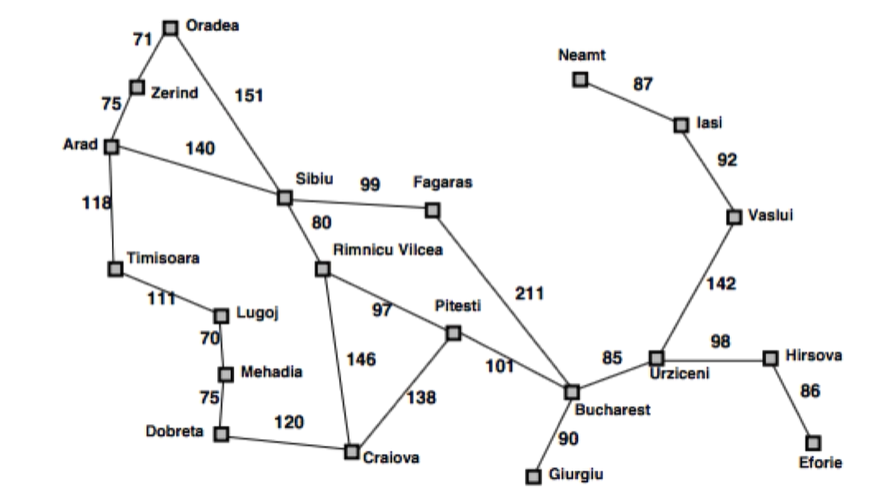 Oradea
71
Neamt
87
Zerind
75
151
Iasi
Arad
140
92
Sibiu
99
Fagaras
118
80
Vaslui
Rimnicu Vilcea
Timisoara
211
142
111
97
Pitesti
Lugoj
70
98
146
101
85
Hirsova
Mehadia
Urziceni
75
138
86
Bucharest
120
Dobreta
90
Craiova
Eforie
Giurgiu